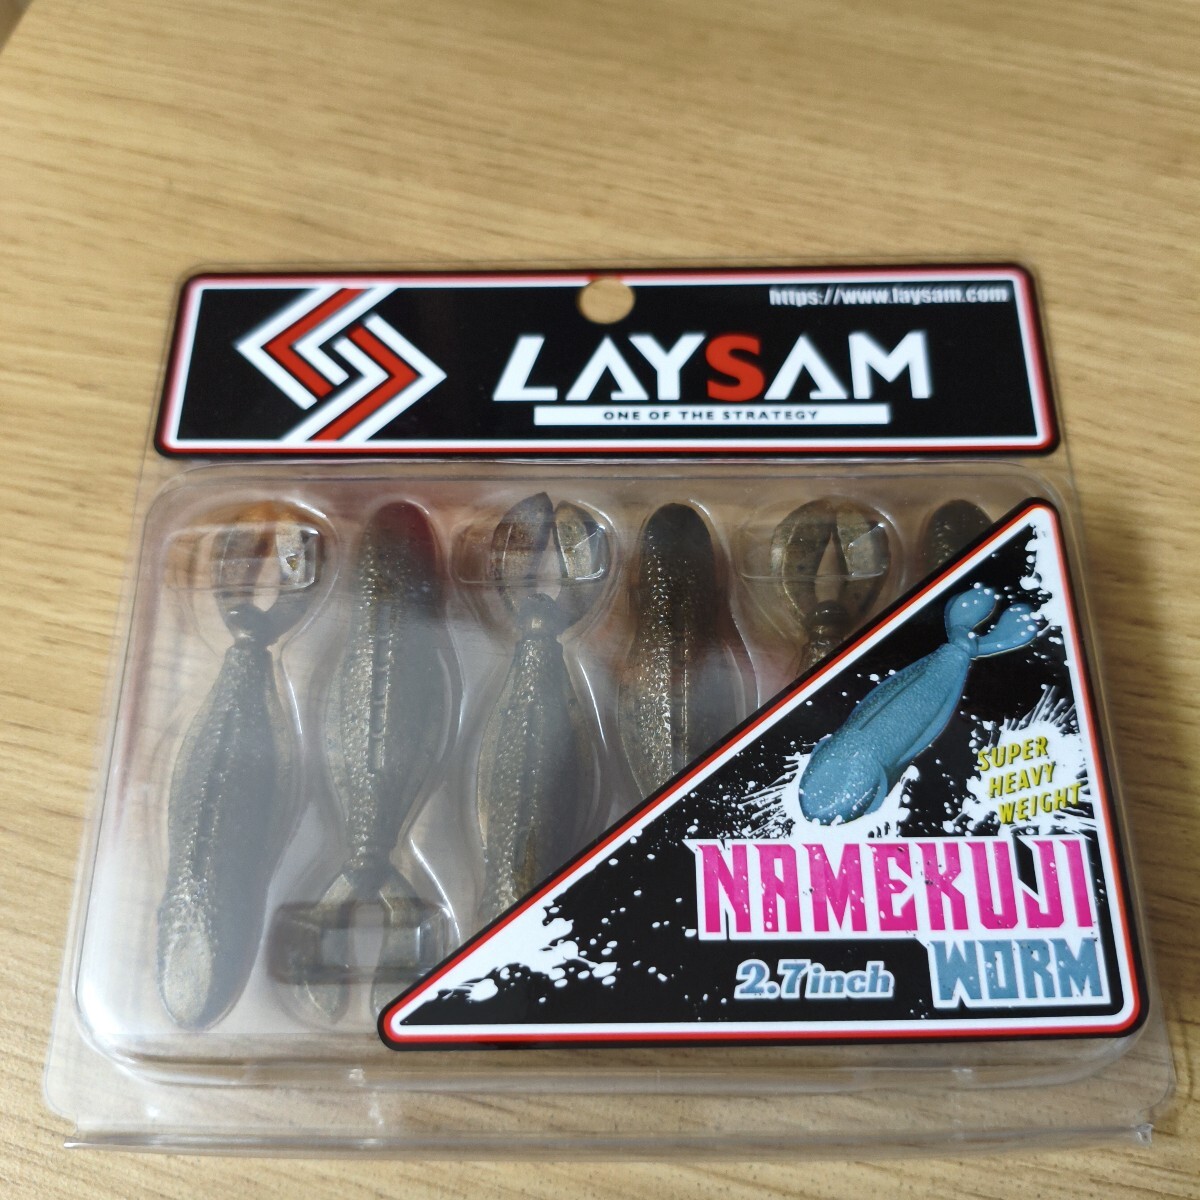 https://www.laysam.com
LAYSAM
ONE OF THE STRATEGY
SUPER
HEAVY
WEIGHT
NAMEKUJI
2.7inch WORM